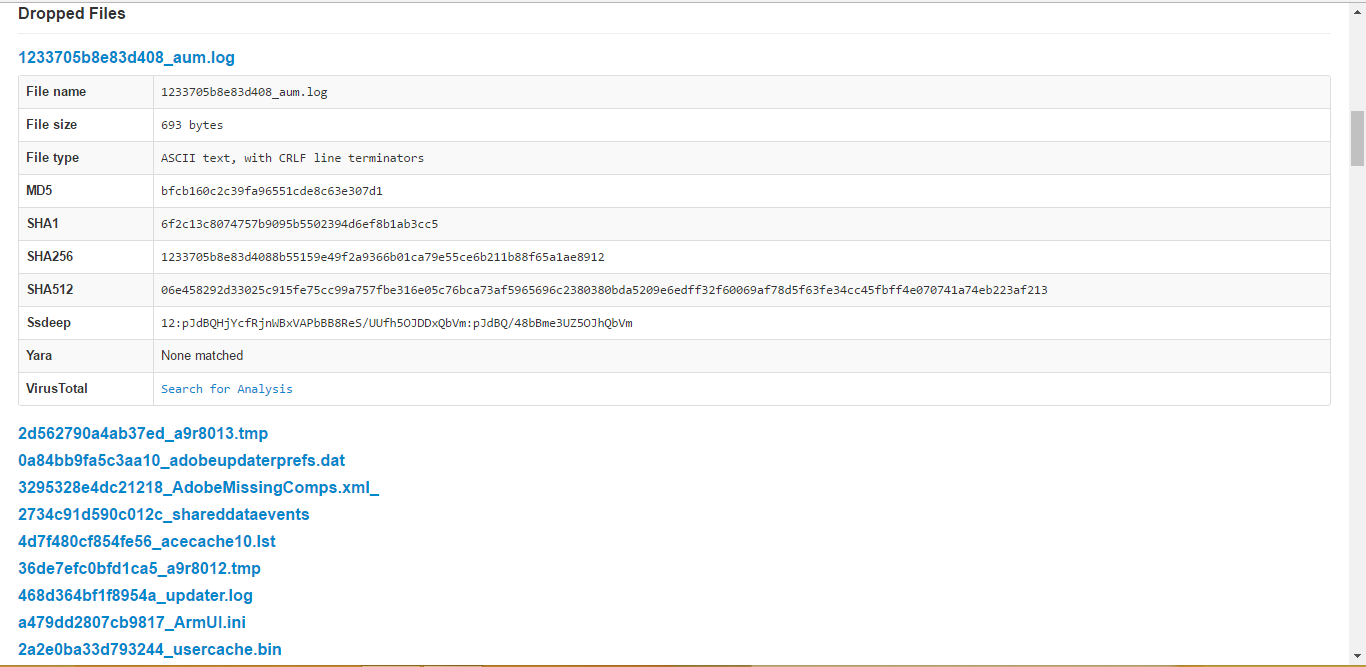 Dropped Files
1233705b8e83d408_aum.log
File name 1233705b8e83d408_aum.log
File size 693 bytes
File type ASCII text, with CRLF line terminators
MD5 bfcb160c2c39fa96551cde8c63e307d1
SHA1 6f2c13c8074757b9095b5502394d6ef8b1ab3cc5
SHA256 1233705b8e83d4088b55159e49f2a9366b01ca79e55ce6b211b88f65a1ae8912
SHA512 06e458292d33025c915fe75cc99a757fbe316e05c76bca73af5965696c2380380bda5209e6edff32f60069af78d5f63fe34cc45fbff4e070741a74eb223af213
Ssdeep 12:pJdBQHjYcfRjnWBxVAPbBB8ReS/UUfh5OJDDxQbVm:pJdBQ/48bBme3UZ5OJhQbVm
Yara None matched
VirusTotal Search for Analysis
2d562790a4ab37ed_a9r8013.tmp
0a84bb9fa5c3aa10_adobeupdaterprefs.dat
3295328e4dc21218_AdobeMissingComps.xml_
2734c91d590c012c_shareddataevents
4d7f480cf854fe56_acecache10.lst
36de7efc0bfd1ca5_a9r8012.tmp
468d364bf1f8954a_updater.log
a479dd2807cb9817_ArmUI.ini
2a2e0ba33d793244_usercache.bin